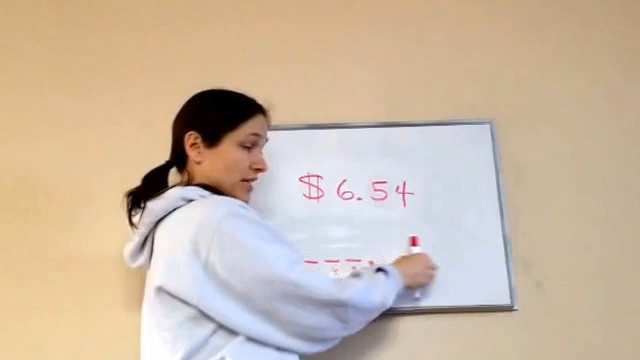 $ 6.54
_ _ _ .